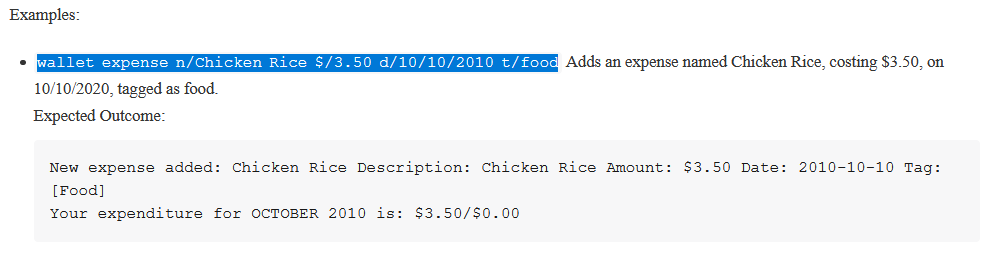 Examples:
• wallet expense n/Chicken Rice $/3.50 d/10/10/2010 t/food Adds an expense named Chicken Rice, costing $3.50, on
10/10/2020, tagged as food.
Expected Outcome:
New expense added: Chicken Rice Description: Chicken Rice Amount: $3.50 Date: 2010-10-10 Tag:
[Food]
Your expenditure for OCTOBER 2010 is: $3.50/$0.00